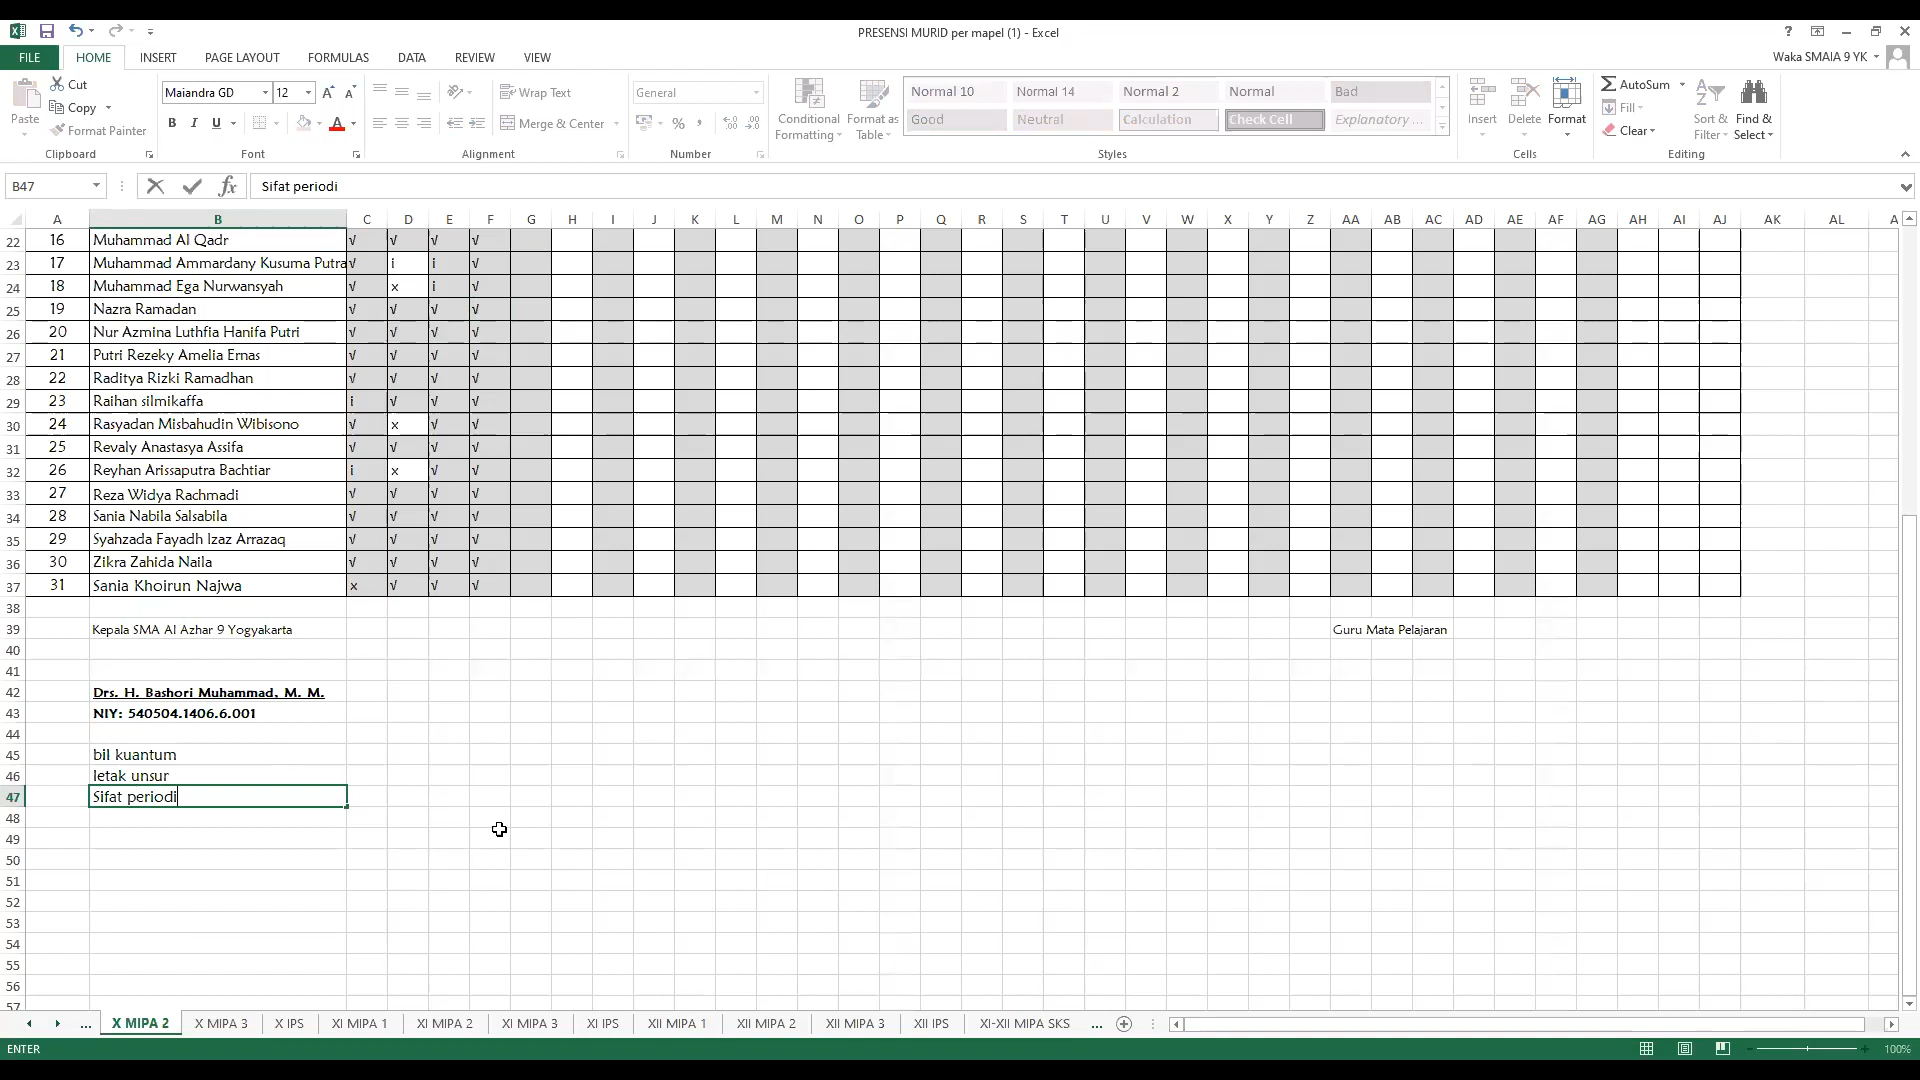 PRESENSI MURID per mapel (1) - Excel
FILE HOME INSERT PAGE LAYOUT FORMULAS DATA REVIEW VIEW Waka SMAIA 9 YK
Paste Cut Copy Format Painter Clipboard
Maiandra GD 12 B I U A Font
Wrap Text Merge & Center Alignment
General % , Number
Conditional Formatting Format as Table
Normal 10 Normal 14 Normal 2 Normal Bad
Good Neutral Calculation Check Cell Explanatory ...
Styles
Insert Delete Format Cells
AutoSum Fill Clear Sort & Filter Find & Select Editing
B47 fx Sifat periodi
A B C D E F G H I J K L M N O P Q R S T U V W X Y Z AA AB AC AD AE AF AG AH AI AJ AK AL A
22 16 Muhammad Al Qadr √ √ √ √
23 17 Muhammad Ammardany Kusuma Putra √ i i √
24 18 Muhammad Ega Nurwansyah √ x i √
25 19 Nazra Ramadan √ √ √ √
26 20 Nur Azmina Luthfia Hanifa Putri √ √ √ √
27 21 Putri Rezeky Amelia Ernas √ √ √ √
28 22 Raditya Rizki Ramadhan √ √ √ √
29 23 Raihan silmikaffa i √ √ √
30 24 Rasyadan Misbahudin Wibisono √ x √ √
31 25 Revaly Anastasya Assifa √ √ √ √
32 26 Reyhan Arissaputra Bachtiar i x √ √
33 27 Reza Widya Rachmadi √ √ √ √
34 28 Sania Nabila Salsabila √ √ √ √
35 29 Syahzada Fayadh Izaz Arrazaq √ √ √ √
36 30 Zikra Zahida Naila √ √ √ √
37 31 Sania Khoirun Najwa x √ √ √
38
39 Kepala SMA Al Azhar 9 Yogyakarta Guru Mata Pelajaran
40
41
42 Drs. H. Bashori Muhammad, M. M.
43 NIY: 540504.1406.6.001
44
45 bil kuantum
46 letak unsur
47 Sifat periodi
48
49
50
51
52
53
54
55
56
57
... X MIPA 2 X MIPA 3 X IPS XI MIPA 1 XI MIPA 2 XI MIPA 3 XI IPS XII MIPA 1 XII MIPA 2 XII MIPA 3 XII IPS XI-XII MIPA SKS ...
ENTER 100%